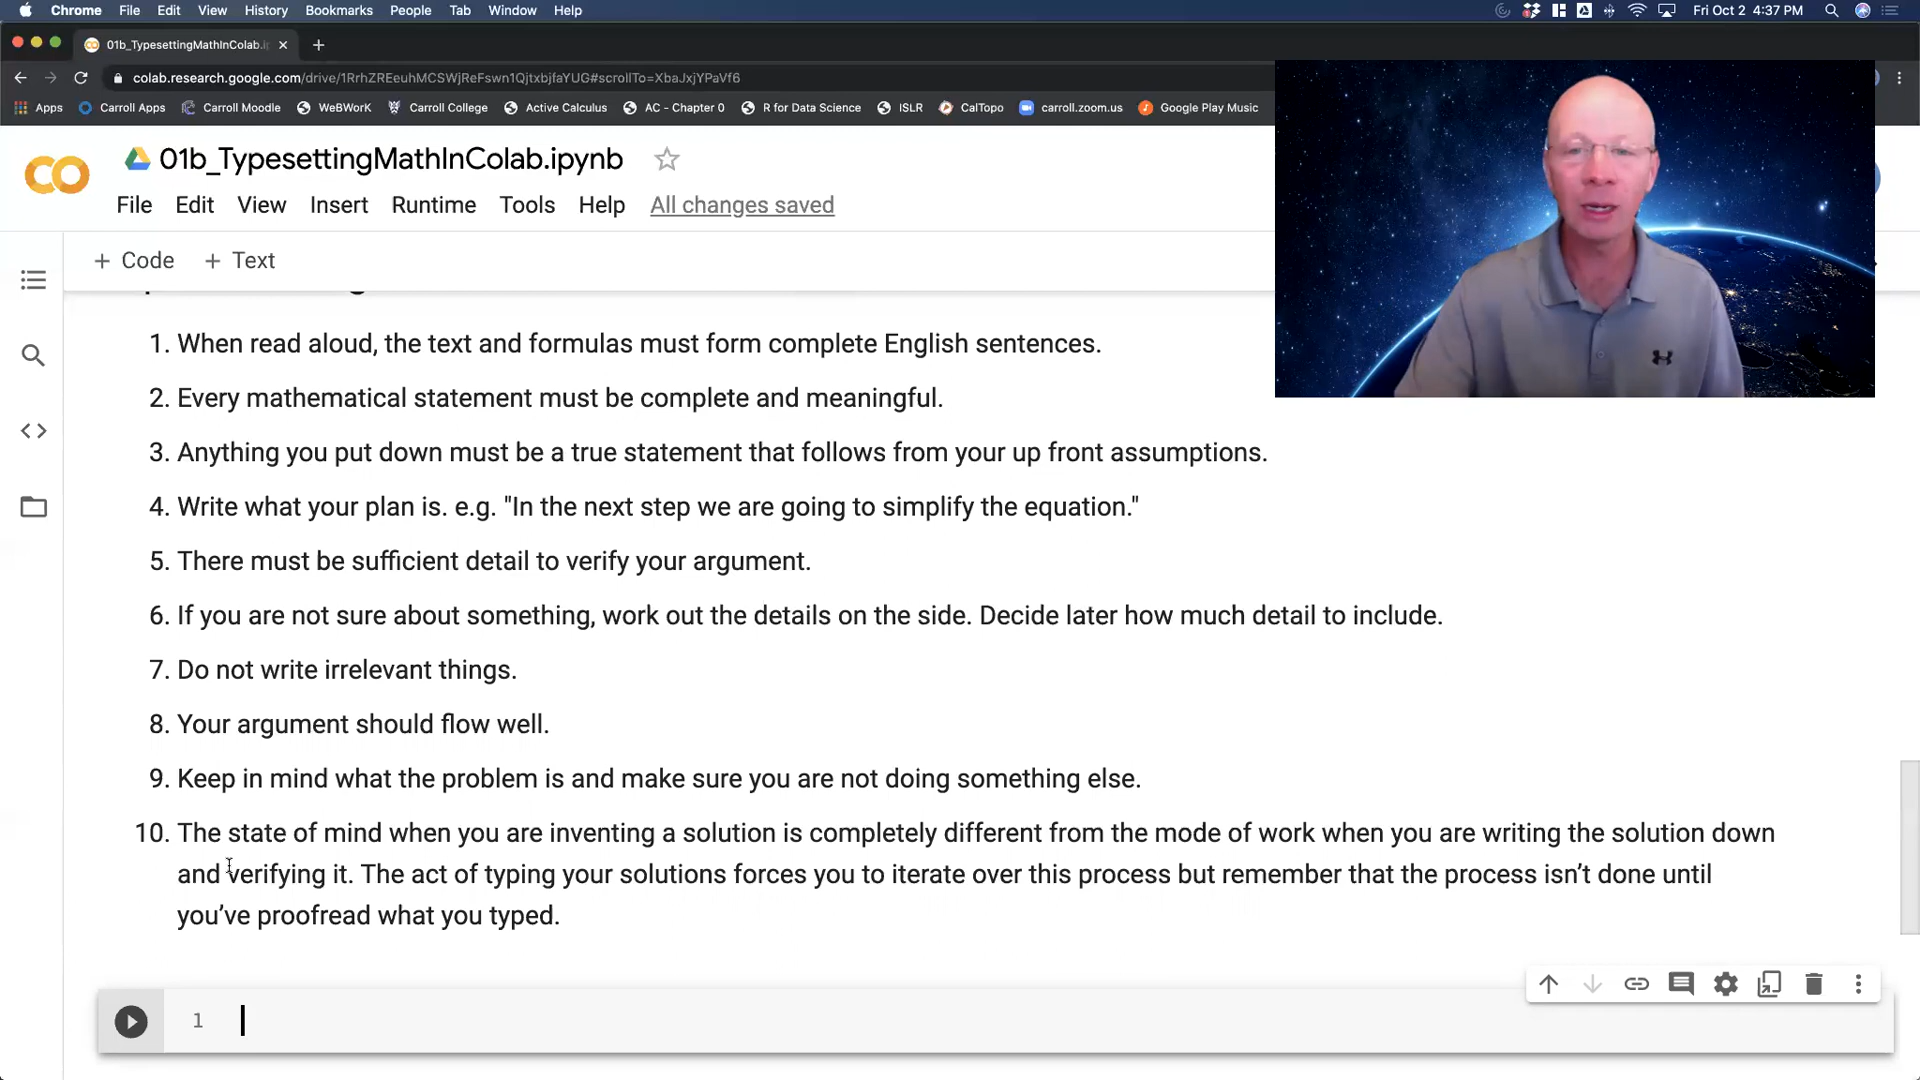 Chrome File Edit View History Bookmarks People Tab Window Help Fri Oct 2 4:37 PM
01b_TypesettingMathInColab.i
colab.research.google.com/drive/1RrhZREeuhMCSWjReFswn1QjtxbjfaYUG#scrollTo=XbaJxjYPaVf6
Apps Carroll Apps Carroll Moodle WeBWorK Carroll College Active Calculus AC - Chapter 0 R for Data Science ISLR CalTopo carroll.zoom.us Google Play Music
CO 01b_TypesettingMathInColab.ipynb
File Edit View Insert Runtime Tools Help All changes saved
+ Code + Text
1. When read aloud, the text and formulas must form complete English sentences.
2. Every mathematical statement must be complete and meaningful.
3. Anything you put down must be a true statement that follows from your up front assumptions.
4. Write what your plan is. e.g. "In the next step we are going to simplify the equation."
5. There must be sufficient detail to verify your argument.
6. If you are not sure about something, work out the details on the side. Decide later how much detail to include.
7. Do not write irrelevant things.
8. Your argument should flow well.
9. Keep in mind what the problem is and make sure you are not doing something else.
10. The state of mind when you are inventing a solution is completely different from the mode of work when you are writing the solution down
and verifying it. The act of typing your solutions forces you to iterate over this process but remember that the process isn’t done until
you’ve proofread what you typed.
1